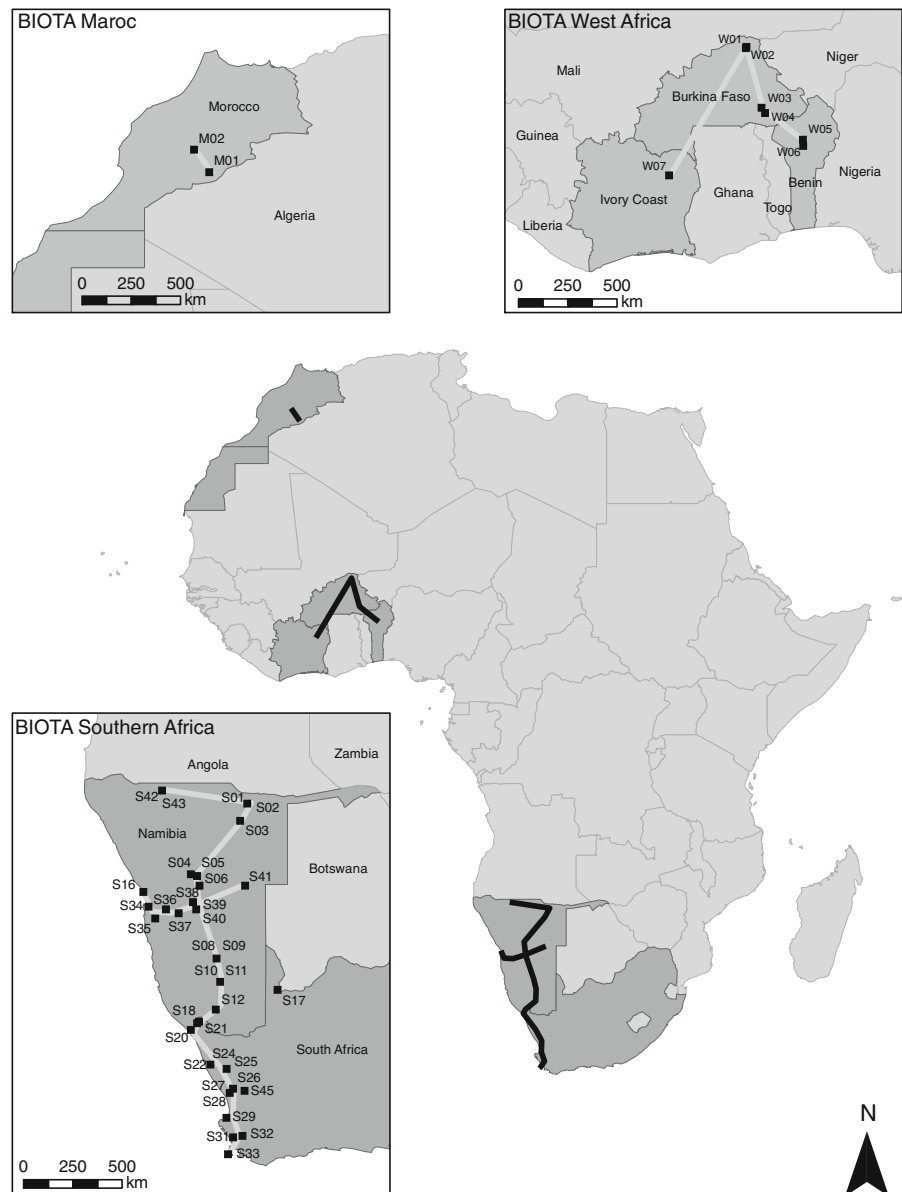 BIOTA Maroc
Morocco
M02
M01
Algeria
0 250 500
km
BIOTA West Africa
W01
W02
Mali
Niger
Burkina Faso
W03
W04
Guinea
W05
W06
W07
Ivory Coast
Ghana
Benin
Nigeria
Togo
Liberia
0 250 500
km
BIOTA Southern Africa
Zambia
Angola
S42
S43
S01
S02
S03
Namibia
S04
S05
S06
S41
Botswana
S16
S38
S34
S36
S39
S35
S37
S40
S08
S09
S10
S11
S17
S12
S18
S21
S20
South Africa
S24
S22
S25
S26
S27
S45
S28
S29
S31
S32
S33
0 250 500
km
N